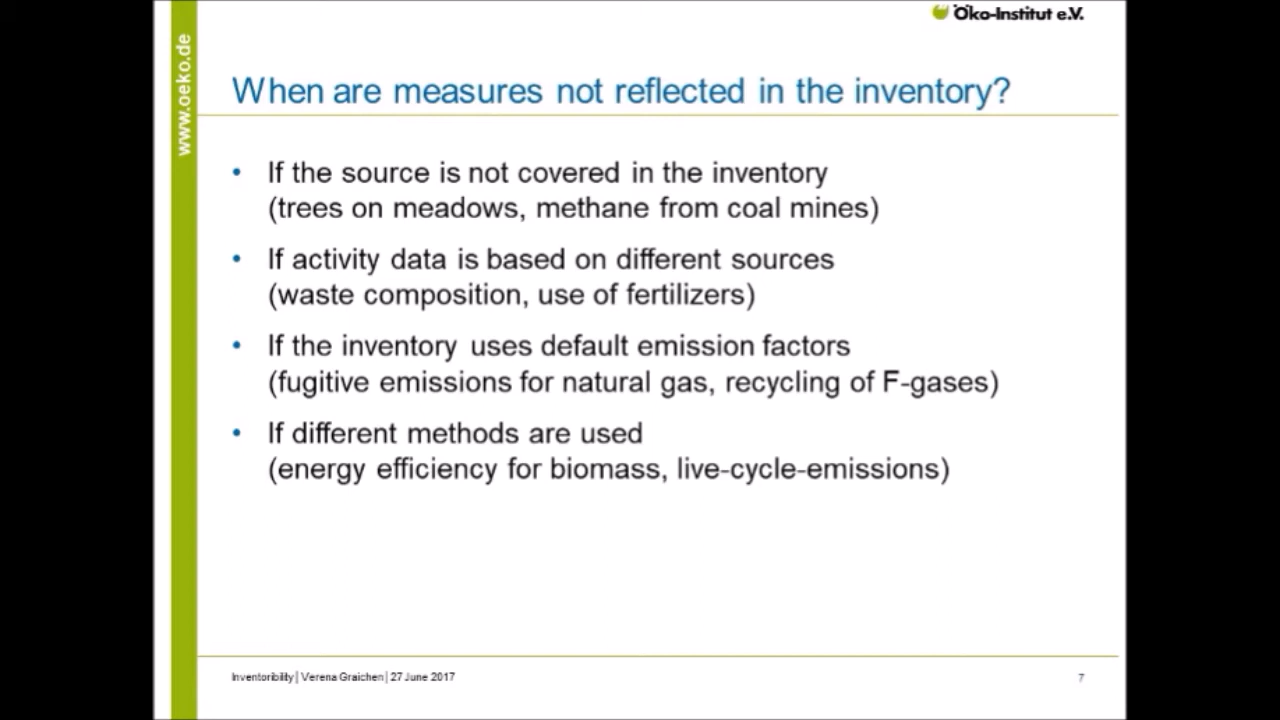 Öko-Institut e.V.
www.oeko.de
When are measures not reflected in the inventory?
• If the source is not covered in the inventory
(trees on meadows, methane from coal mines)
• If activity data is based on different sources
(waste composition, use of fertilizers)
• If the inventory uses default emission factors
(fugitive emissions for natural gas, recycling of F-gases)
• If different methods are used
(energy efficiency for biomass, live-cycle-emissions)
Inventoribility | Verena Graichen | 27 June 2017
7